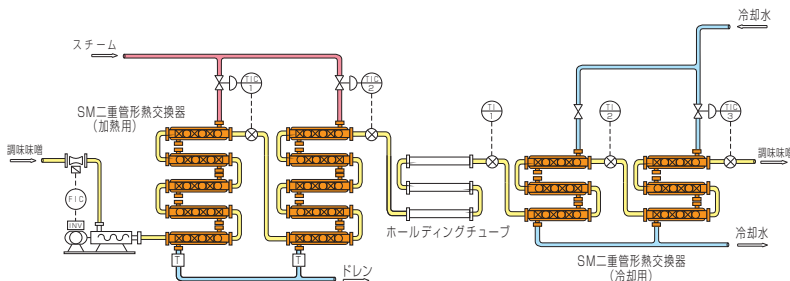 冷却水
スチーム
TIC
1
TIC
2
TI
1
TI
2
TIC
3
SM二重管形熱交換器
(加熱用)
調味味噌
調味味噌
FIC
INV
ホールディングチューブ
冷却水
T
T
SM二重管形熱交換器
(冷却用)
ドレン